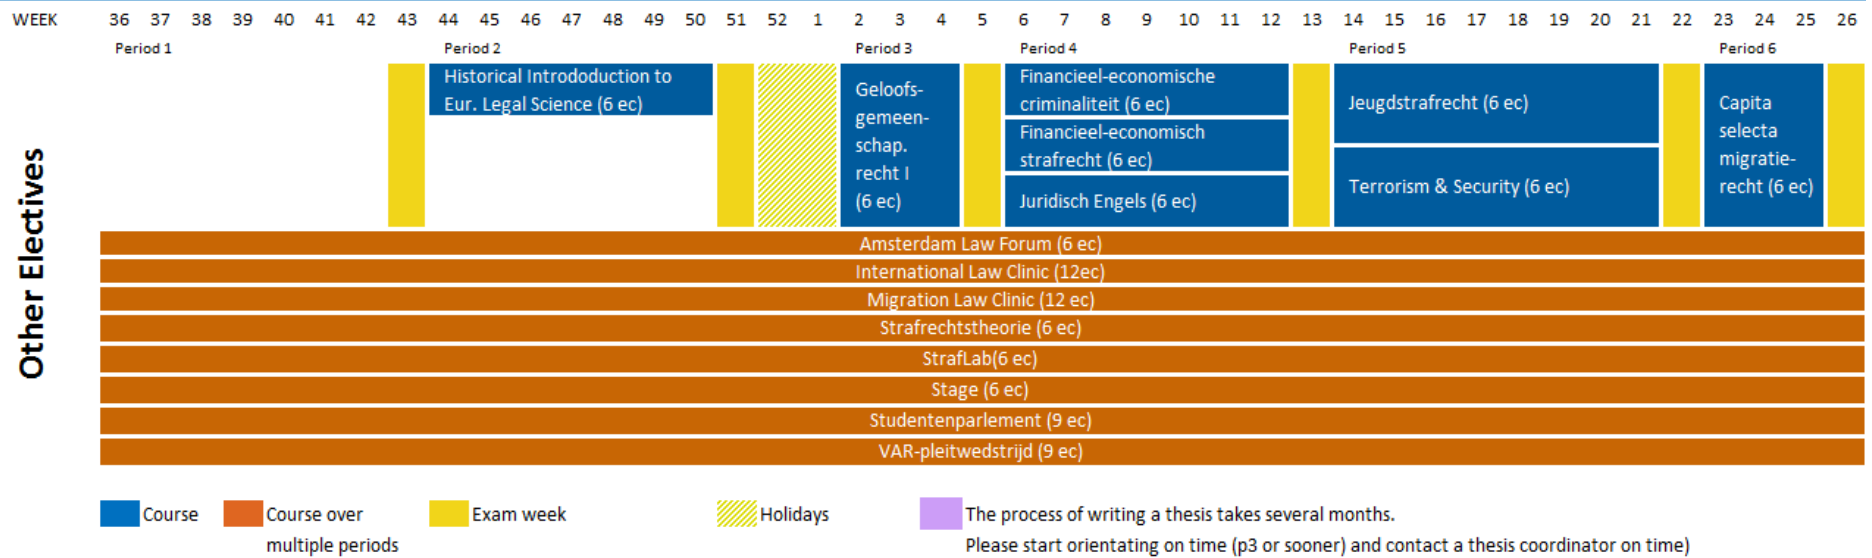 WEEK 36 37 38 39 40 41 42 43 44 45 46 47 48 49 50 51 52 1 2 3 4 5 6 7 8 9 10 11 12 13 14 15 16 17 18 19 20 21 22 23 24 25 26
Period 1 Period 2 Period 3 Period 4 Period 5 Period 6
Other Electives
Historical Intrododuction to
Eur. Legal Science (6 ec)
Geloofs-
gemeen-
schap.
recht I
(6 ec)
Financieel-economische
criminaliteit (6 ec)
Financieel-economisch
strafrecht (6 ec)
Juridisch Engels (6 ec)
Jeugdstrafrecht (6 ec)
Terrorism & Security (6 ec)
Capita
selecta
migratie-
recht (6 ec)
Amsterdam Law Forum (6 ec)
International Law Clinic (12ec)
Migration Law Clinic (12 ec)
Strafrechtstheorie (6 ec)
StrafLab(6 ec)
Stage (6 ec)
Studentenparlement (9 ec)
VAR-pleitwedstrijd (9 ec)
Course
Course over
multiple periods
Exam week
Holidays
The process of writing a thesis takes several months.
Please start orientating on time (p3 or sooner) and contact a thesis coordinator on time)